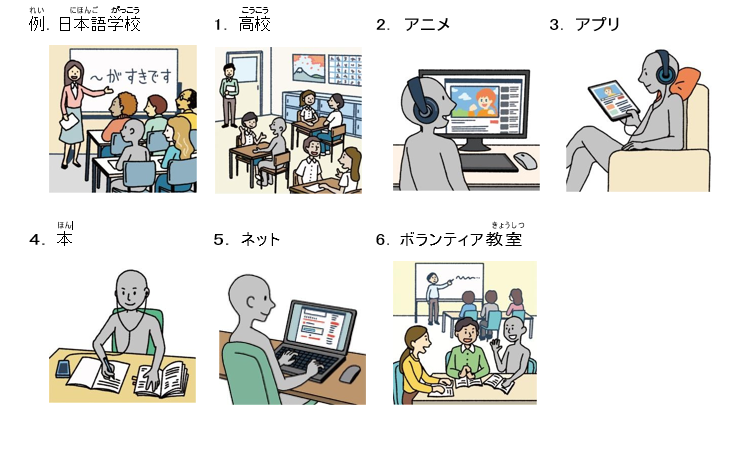 れい にほんご がっこう
例. 日本語学校
こうこう
1. 高校
2. アニメ
3. アプリ
～がすきです
ほん
4. 本
5. ネット
きょうしつ
6. ボランティア教室